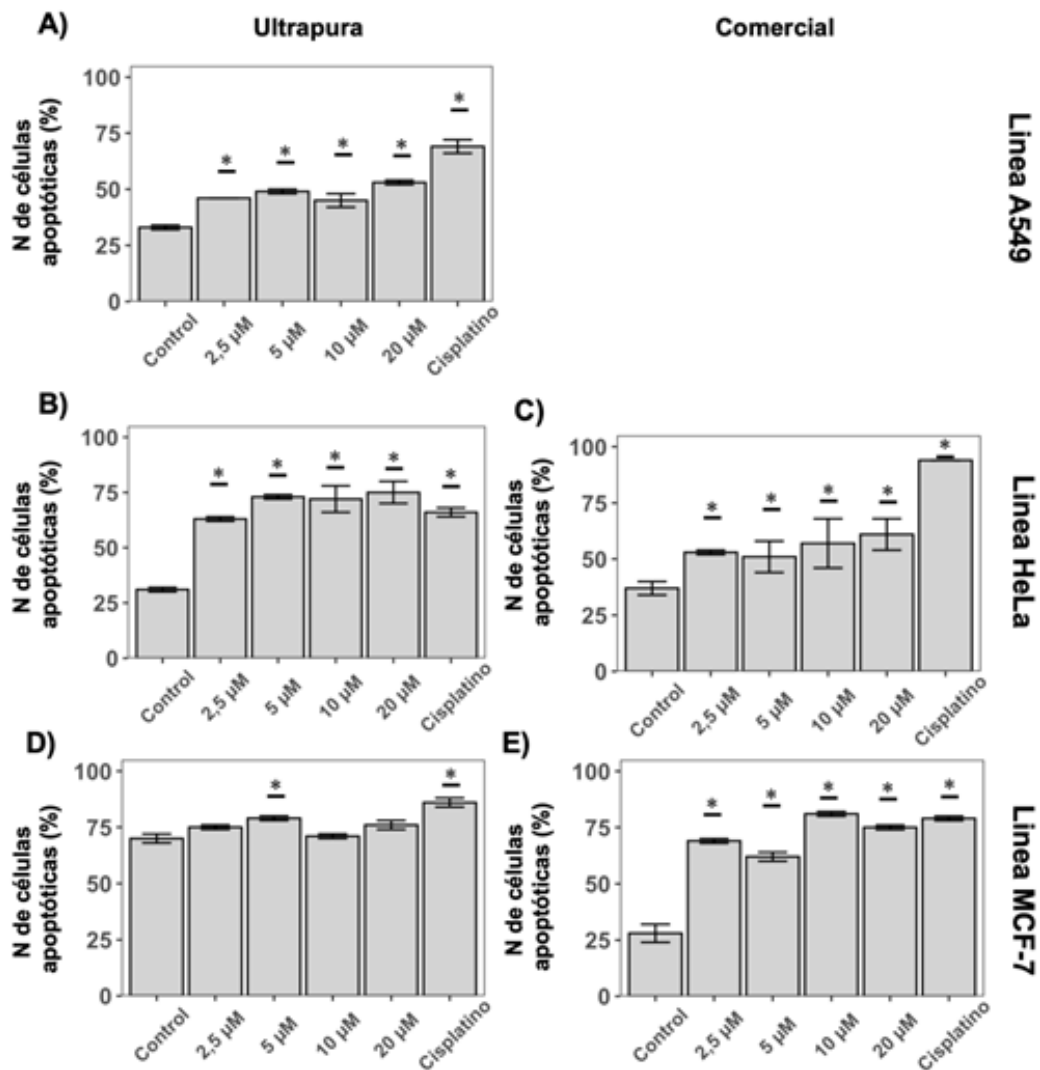 A)
Ultrapura
Comercial
N de células
apoptóticas (%)
100
75
50
25
0
*
*
*
*
*
Control
2,5 µM
5 µM
10 µM
20 µM
Cisplatino
Linea A549
B)
N de células
apoptóticas (%)
100
75
50
25
0
*
*
*
*
*
Control
2,5 µM
5 µM
10 µM
20 µM
Cisplatino
C)
N de células
apoptóticas (%)
100
75
50
25
0
*
*
*
*
*
Control
2,5 µM
5 µM
10 µM
20 µM
Cisplatino
Linea HeLa
D)
N de células
apoptóticas (%)
100
75
50
25
0
*
*
Control
2,5 µM
5 µM
10 µM
20 µM
Cisplatino
E)
N de células
apoptóticas (%)
100
75
50
25
0
*
*
*
*
*
Control
2,5 µM
5 µM
10 µM
20 µM
Cisplatino
Linea MCF-7